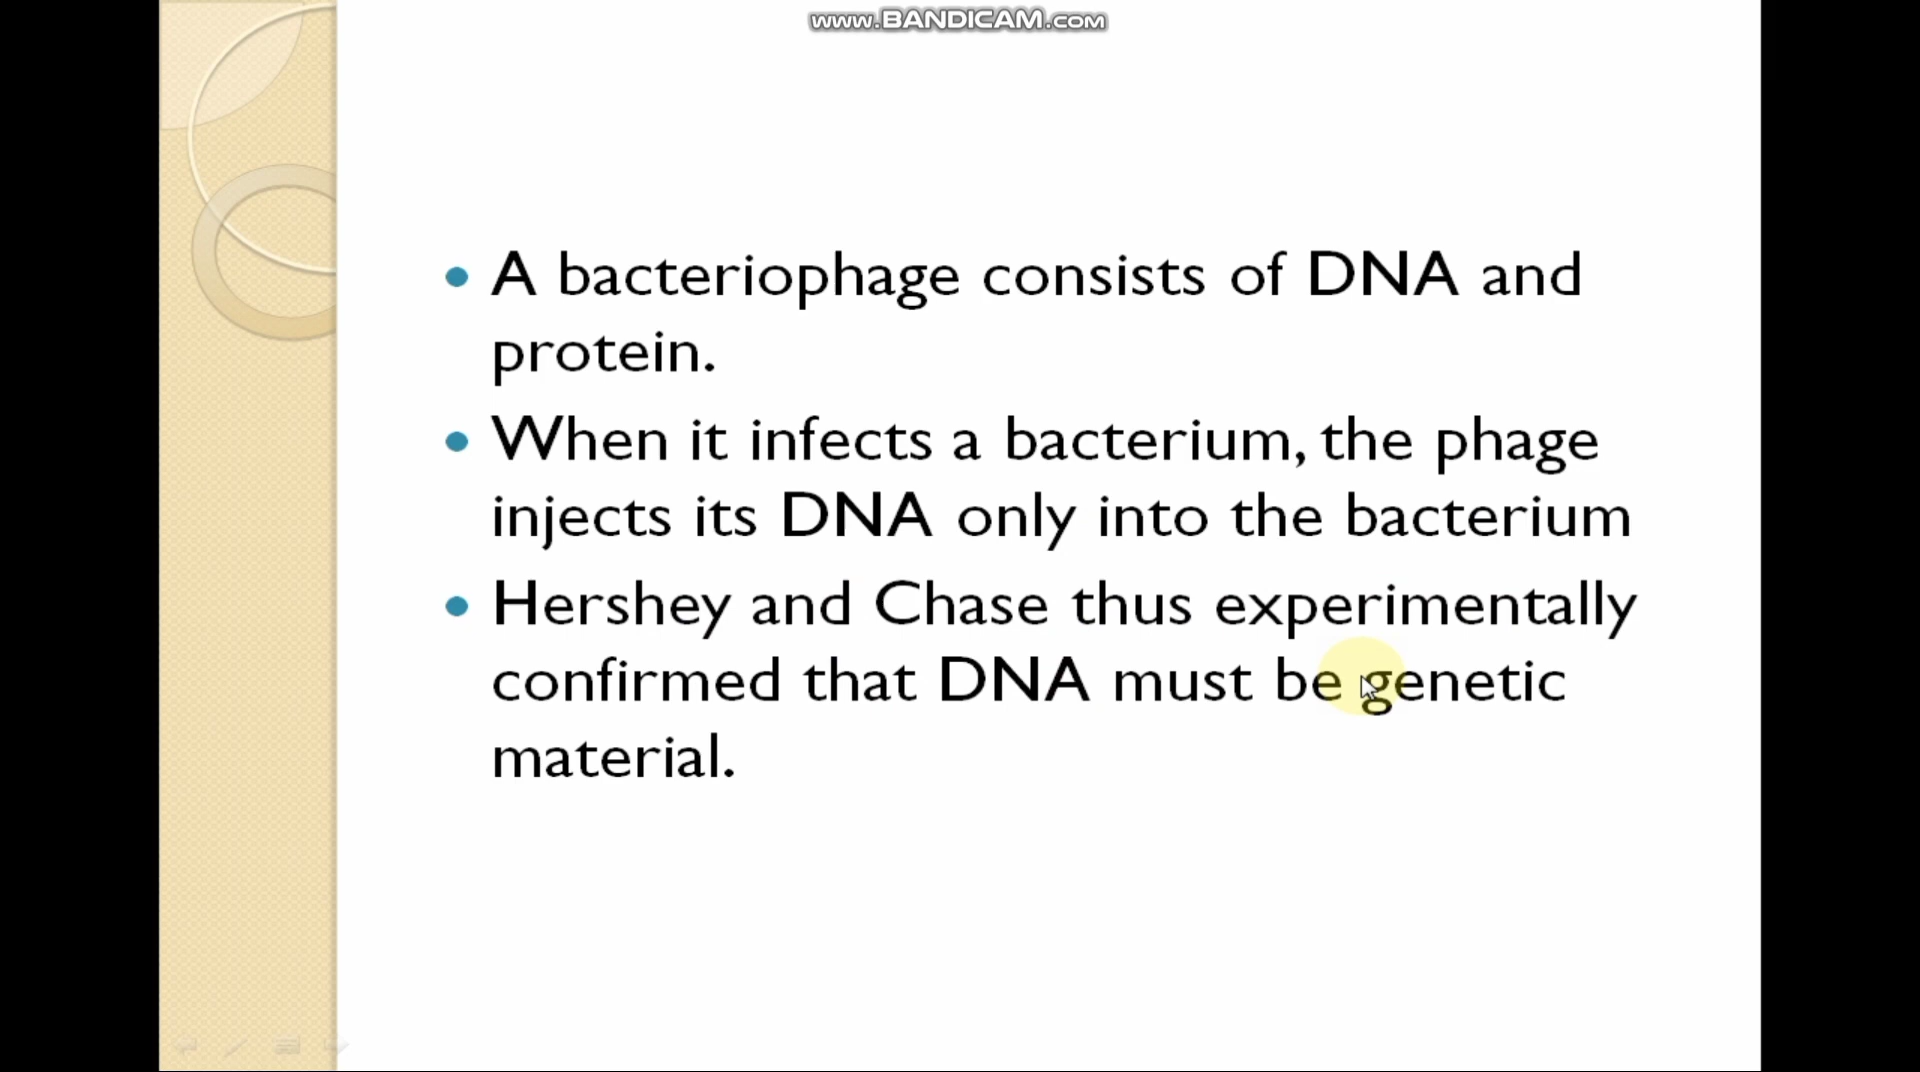 www.BANDICAM.com
• A bacteriophage consists of DNA and
protein.
• When it infects a bacterium, the phage
injects its DNA only into the bacterium
• Hershey and Chase thus experimentally
confirmed that DNA must be genetic
material.